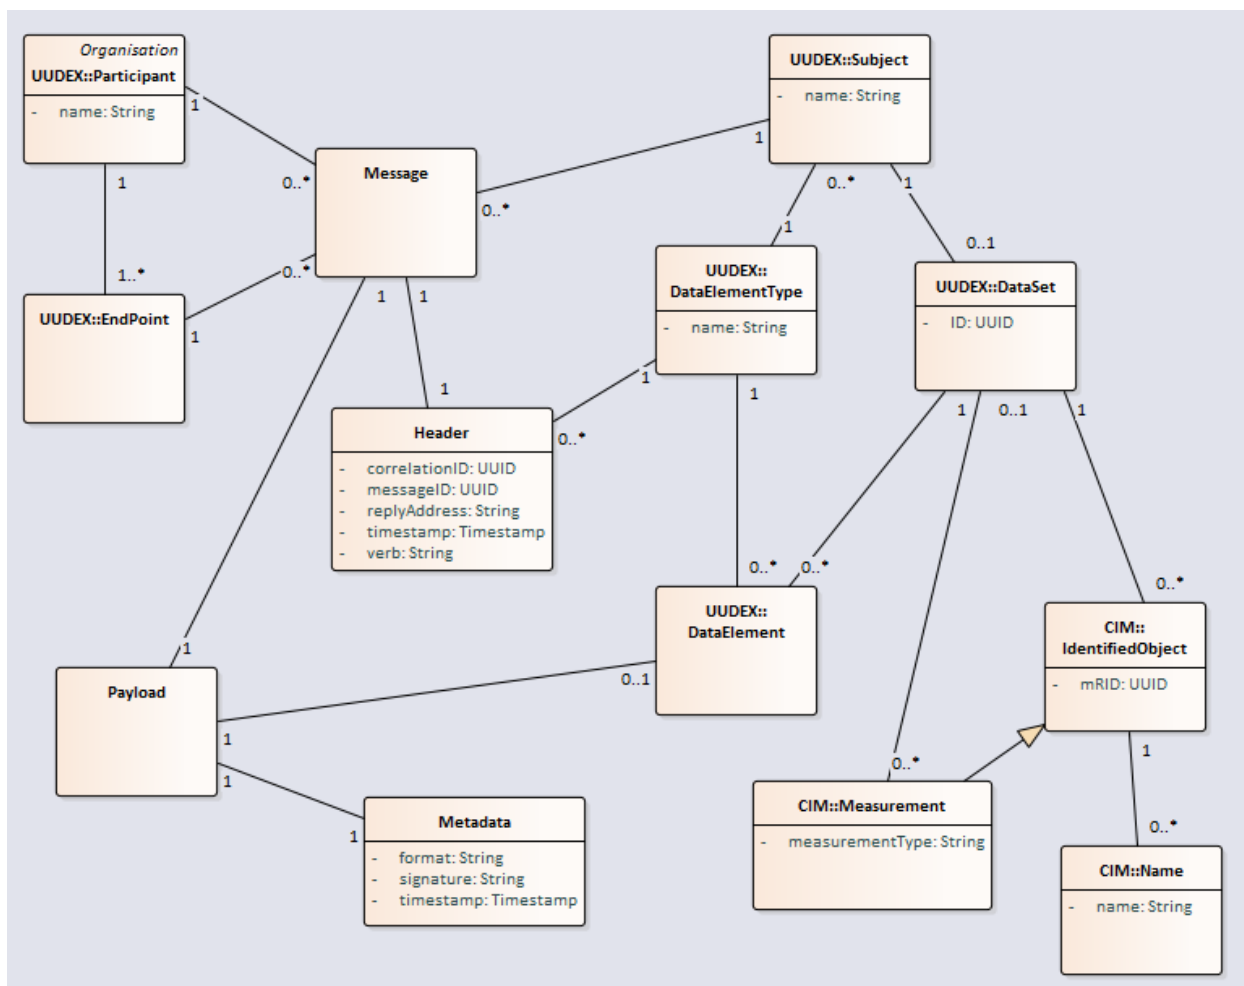 Organisation
UUDEX::Participant
- name: String
1
0..*
1
1..*
UUDEX::EndPoint
1
0..*
Message
0..*
1
UUDEX::Subject
- name: String
0..*
1
1
0..1
UUDEX::
DataElementType
- name: String
UUDEX::DataSet
- ID: UUID
1
1
1
0..*
1
1
1
0..1
1
Header
- correlationID: UUID
- messageID: UUID
- replyAddress: String
- timestamp: Timestamp
- verb: String
0..*
0..*
0..*
UUDEX::
DataElement
CIM::
IdentifiedObject
- mRID: UUID
1
0..1
Payload
1
1
1
Metadata
- format: String
- signature: String
- timestamp: Timestamp
0..*
CIM::Measurement
- measurementType: String
1
0..*
CIM::Name
- name: String